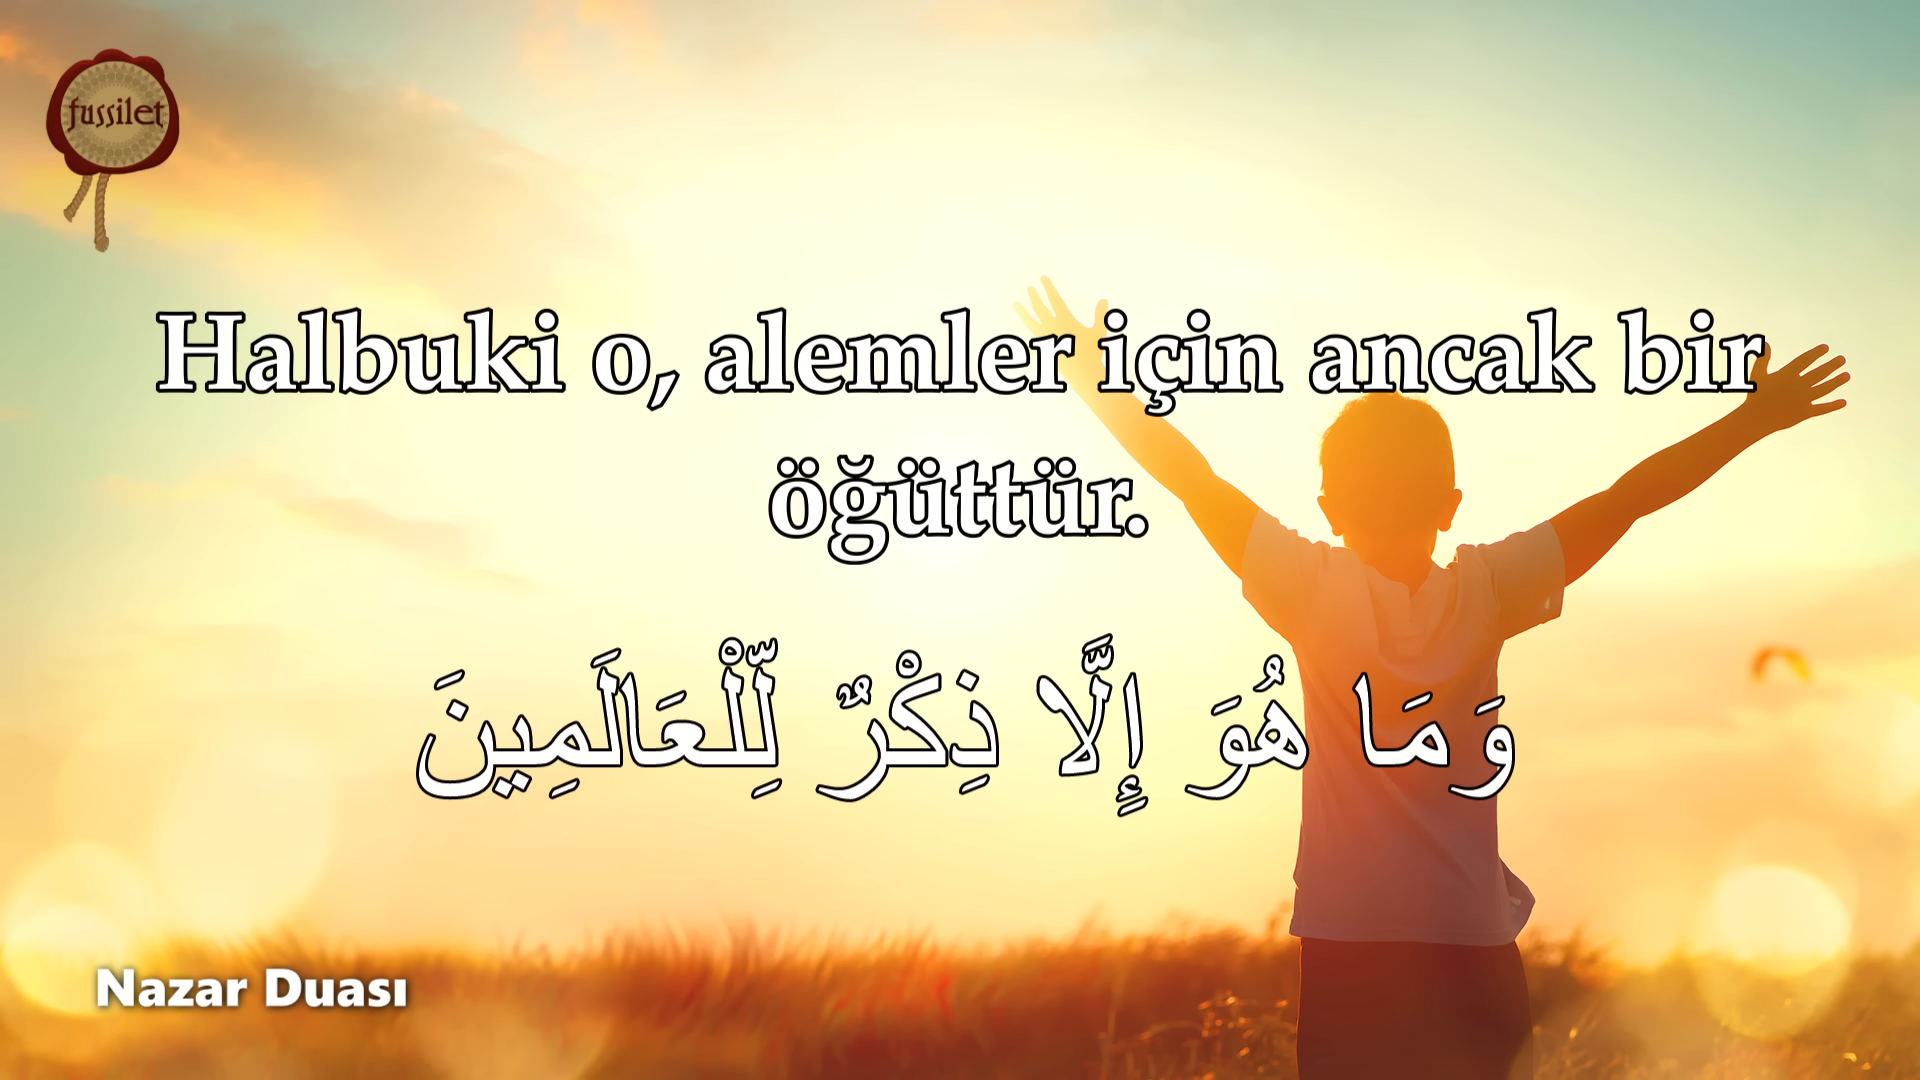 fussilet
Halbuki o, alemler için ancak bir
öğüttür.
وَمَا هُوَ إِلَّا ذِكْرٌ لِّلْعَالَمِينَ
Nazar Duası